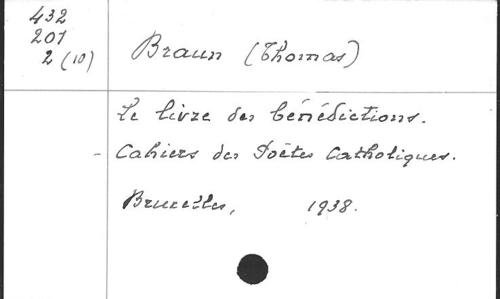 432
201
2 (10)
Braun (Thomas)
Le livre des bénédictions.
- Cahiers des Poètes Catholiques.
Bruxelles, 1938.